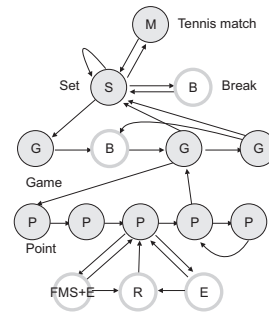 M Tennis match
Set S B Break
G B G G
Game
P P P P P
Point
FMS+E R E